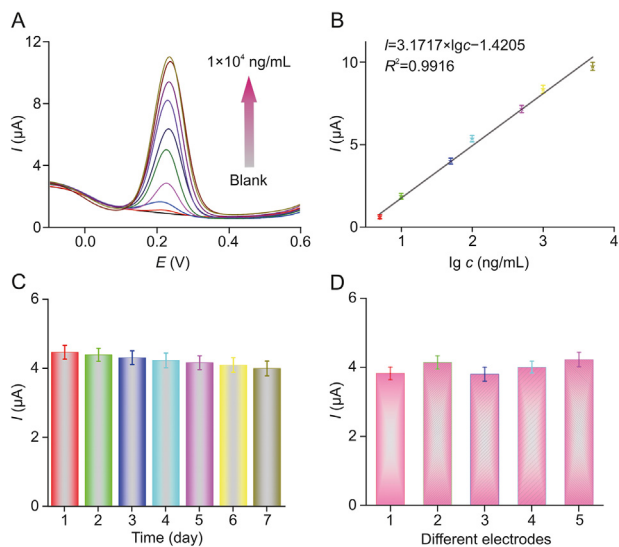 A
12
8
4
0
I (μA)
1×10⁴ ng/mL
Blank
0.0
0.2
0.4
0.6
E (V)
B
10
5
0
I (μA)
I=3.1717×lgc−1.4205
R²=0.9916
1
2
3
4
lg c (ng/mL)
C
6
4
2
0
I (μA)
1
2
3
4
5
6
7
Time (day)
D
6
4
2
0
I (μA)
1
2
3
4
5
Different electrodes